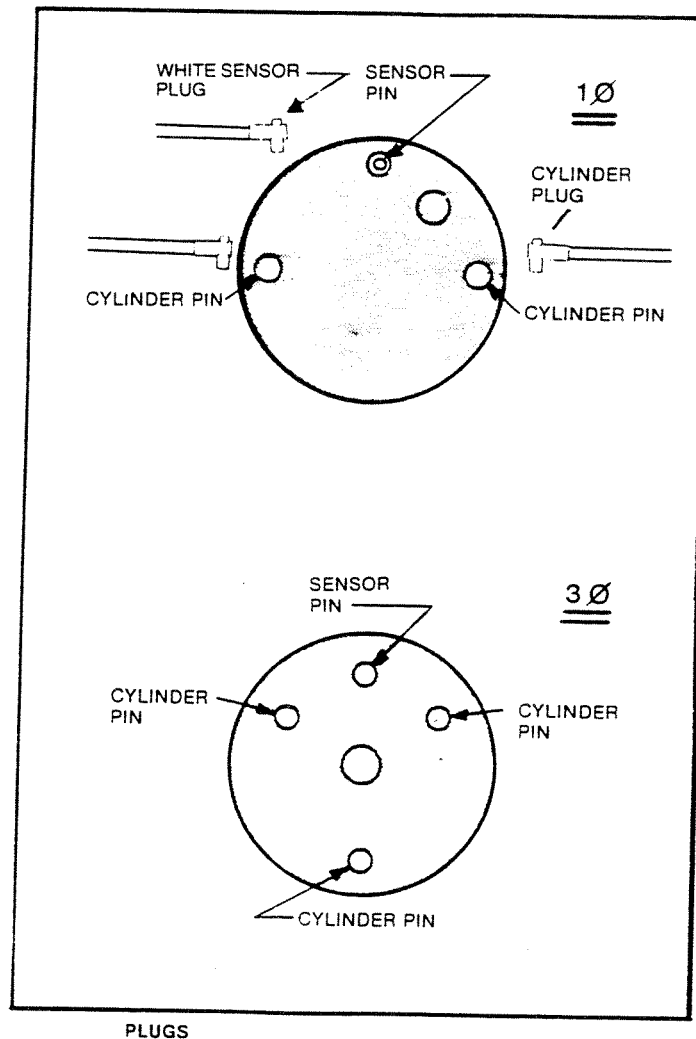 WHITE SENSOR
PLUG
SENSOR
PIN
1Ø
CYLINDER
PLUG
CYLINDER PIN
CYLINDER PIN
SENSOR
PIN
3Ø
CYLINDER
PIN
CYLINDER
PIN
CYLINDER PIN
PLUGS